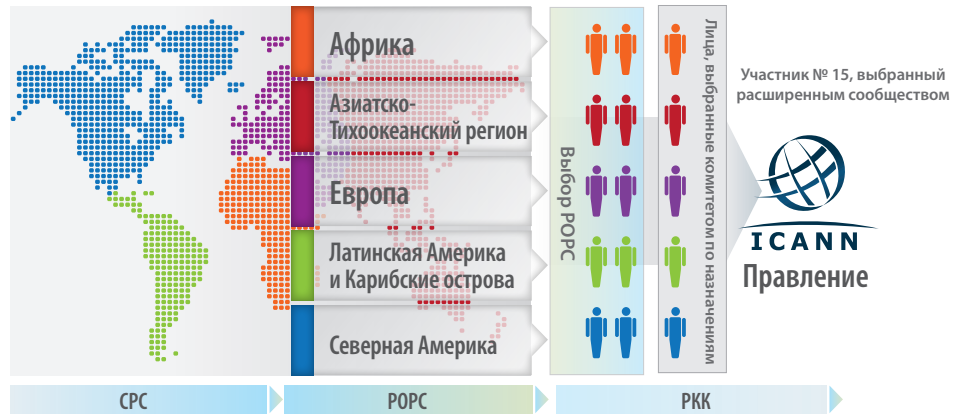 Африка
Азиатско-
Тихоокеанский регион
Европа
Латинская Америка
и Карибские острова
Северная Америка
Выбор РОРС
Лица, выбранные комитетом по назначениям
Участник № 15, выбранный
расширенным сообществом
ICANN
Правление
СРС
РОРС
РКК